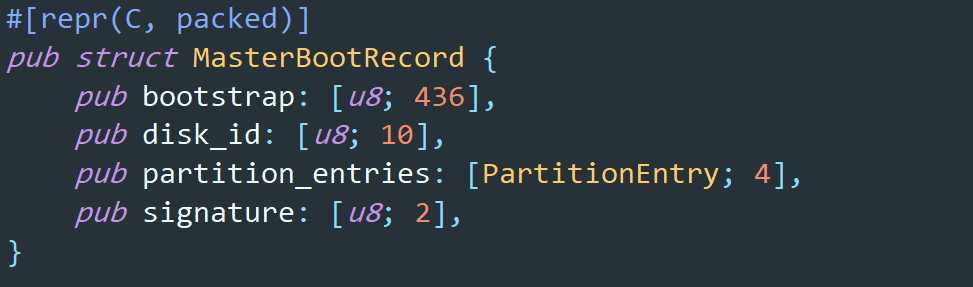 #[repr(C, packed)]
pub struct MasterBootRecord {
    pub bootstrap: [u8; 436],
    pub disk_id: [u8; 10],
    pub partition_entries: [PartitionEntry; 4],
    pub signature: [u8; 2],
}